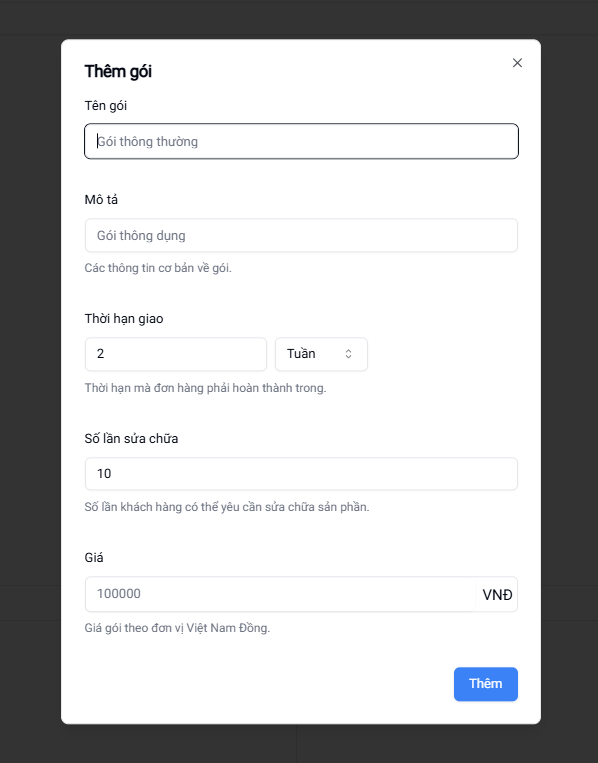 Thêm gói
Tên gói
Gói thông thường
Mô tả
Gói thông dụng
Các thông tin cơ bản về gói.
Thời hạn giao
2 Tuần
Thời hạn mà đơn hàng phải hoàn thành trong.
Số lần sửa chữa
10
Số lần khách hàng có thể yêu cần sửa chữa sản phần.
Giá
100000 VNĐ
Giá gói theo đơn vị Việt Nam Đồng.
Thêm